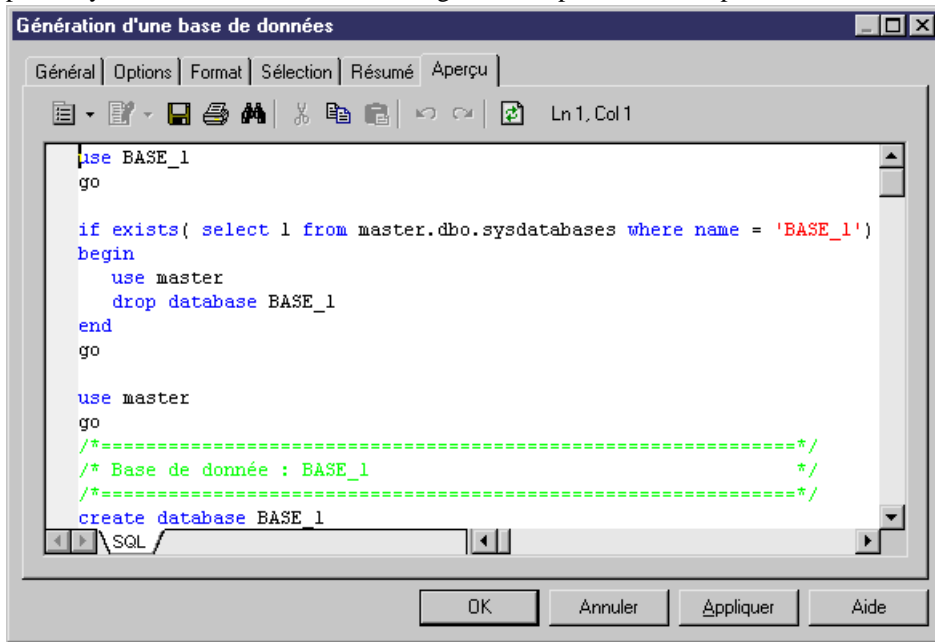 Génération d'une base de données
Général Options Format Sélection Résumé Aperçu
Ln 1, Col 1
use BASE_1
go
if exists( select 1 from master.dbo.sysdatabases where name = 'BASE_1')
begin
use master
drop database BASE_1
end
go
use master
go
/*==============================================================*/
/* Base de donnée : BASE_1 */
/*==============================================================*/
create database BASE_1
SQL
OK Annuler Appliquer Aide